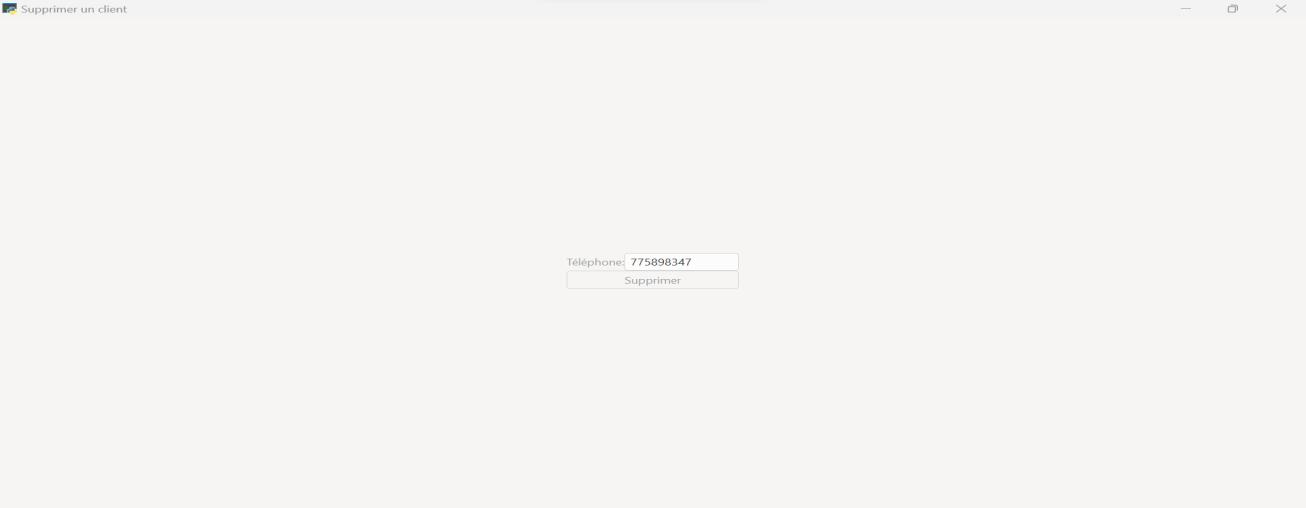 Supprimer un client
Téléphone: 775898347
Supprimer